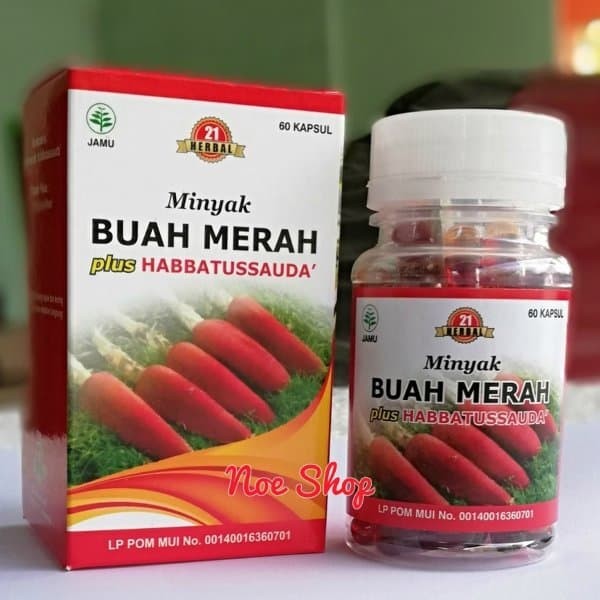 JAMU
21
HERBAL
60 KAPSUL
Minyak
BUAH MERAH
plus HABBATUSSAUDA'
LP POM MUI No. 00140016360701
JAMU
21
HERBAL
60 KAPSUL
Minyak
BUAH MERAH
plus HABBATUSSAUDA'
LP POM MUI No. 00140016360701
Noe Shop